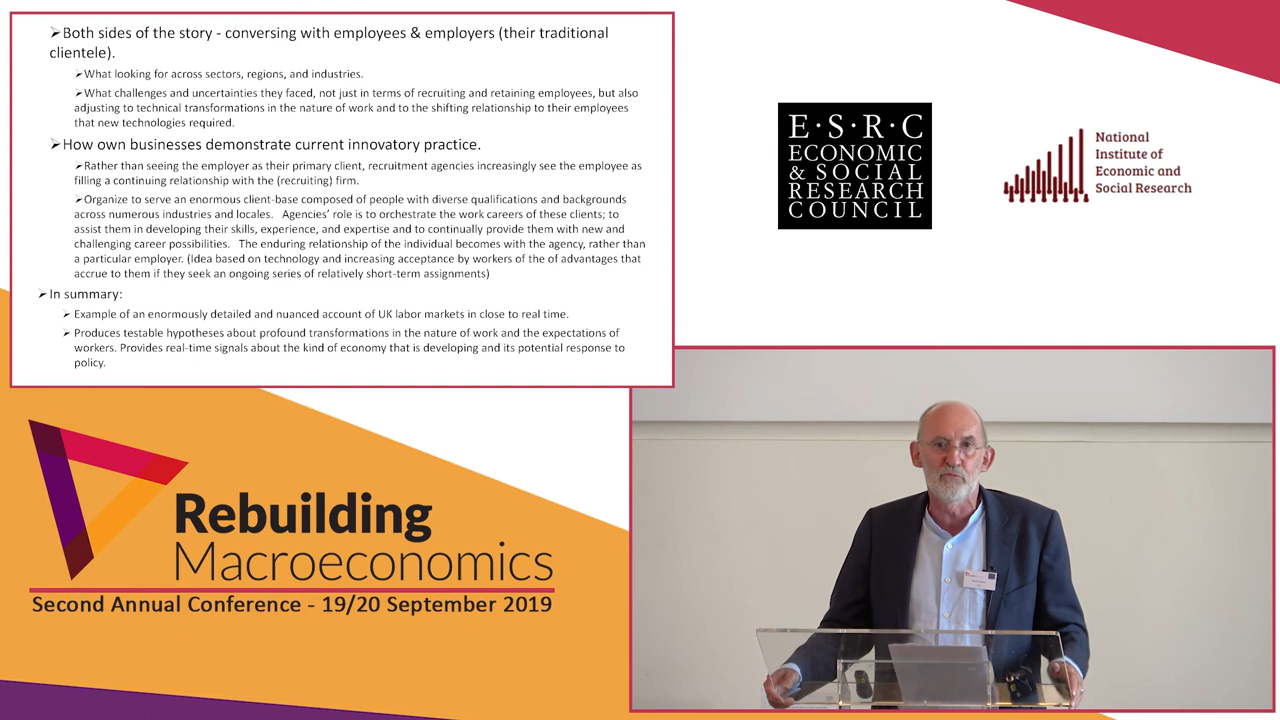 ➢Both sides of the story - conversing with employees & employers (their traditional
clientele).
➢What looking for across sectors, regions, and industries.
➢What challenges and uncertainties they faced, not just in terms of recruiting and retaining employees, but also
adjusting to technical transformations in the nature of work and to the shifting relationship to their employees
that new technologies required.
➢How own businesses demonstrate current innovatory practice.
➢Rather than seeing the employer as their primary client, recruitment agencies increasingly see the employee as
filling a continuing relationship with the (recruiting) firm.
➢Organize to serve an enormous client-base composed of people with diverse qualifications and backgrounds
across numerous industries and locales. Agencies’ role is to orchestrate the work careers of these clients; to
assist them in developing their skills, experience, and expertise and to continually provide them with new and
challenging career possibilities. The enduring relationship of the individual becomes with the agency, rather than
a particular employer. (Idea based on technology and increasing acceptance by workers of the of advantages that
accrue to them if they seek an ongoing series of relatively short-term assignments)
➢In summary:
➢ Example of an enormously detailed and nuanced account of UK labor markets in close to real time.
➢ Produces testable hypotheses about profound transformations in the nature of work and the expectations of
workers. Provides real-time signals about the kind of economy that is developing and its potential response to
policy.
E·S·R·C
ECONOMIC
& SOCIAL
RESEARCH
COUNCIL
National
Institute of
Economic and
Social Research
Rebuilding
Macroeconomics
Second Annual Conference - 19/20 September 2019